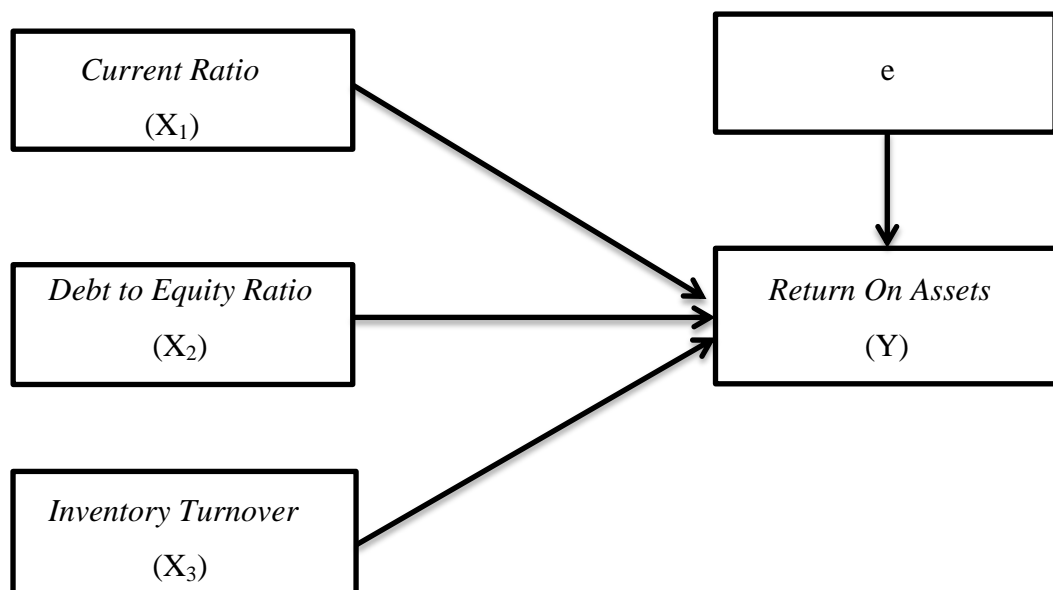 Current Ratio
(X₁)
e
Debt to Equity Ratio
(X₂)
Return On Assets
(Y)
Inventory Turnover
(X₃)